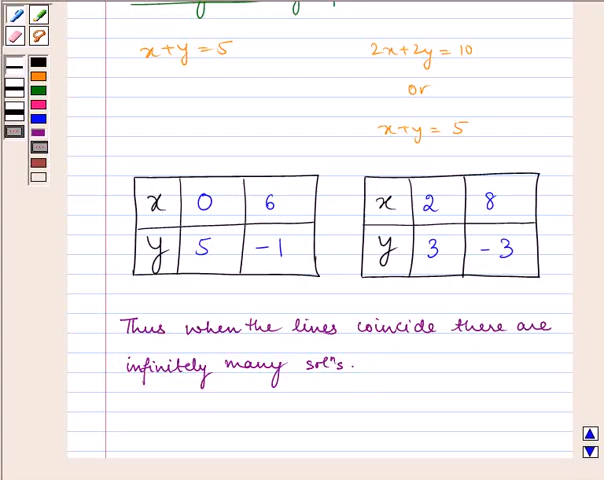 x+y=5 2x+2y=10
or
x+y=5
x 0 6 x 2 8
y 5 -1 y 3 -3
Thus when the lines coincide there are
infinitely many solⁿs.